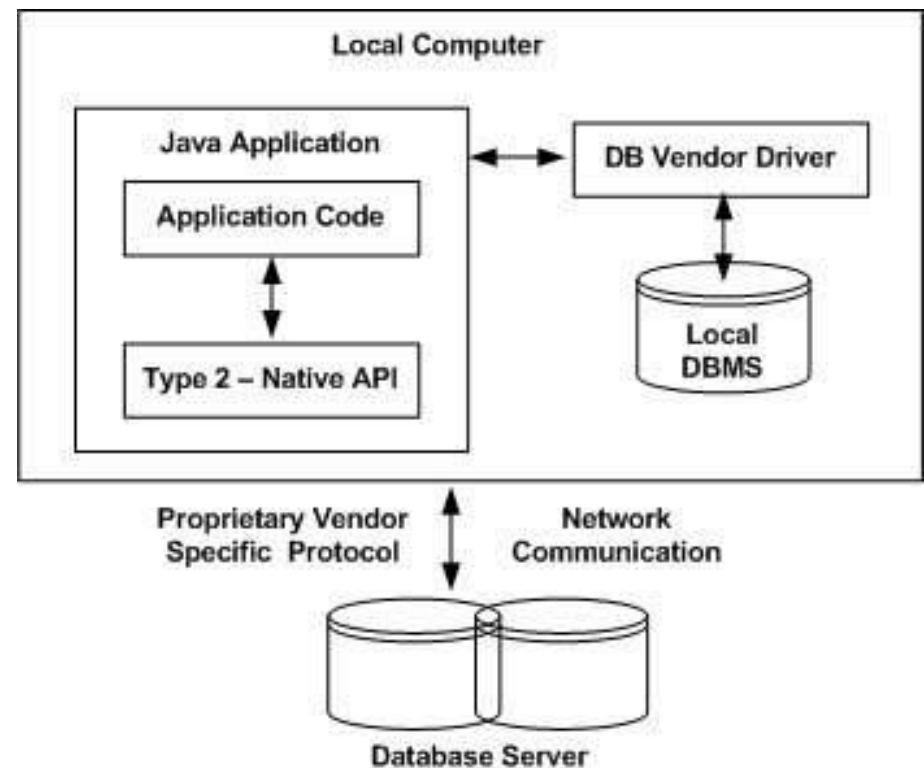 Local Computer
Java Application
Application Code
Type 2 – Native API
DB Vendor Driver
Local
DBMS
Proprietary Vendor
Specific Protocol
Network
Communication
Database Server